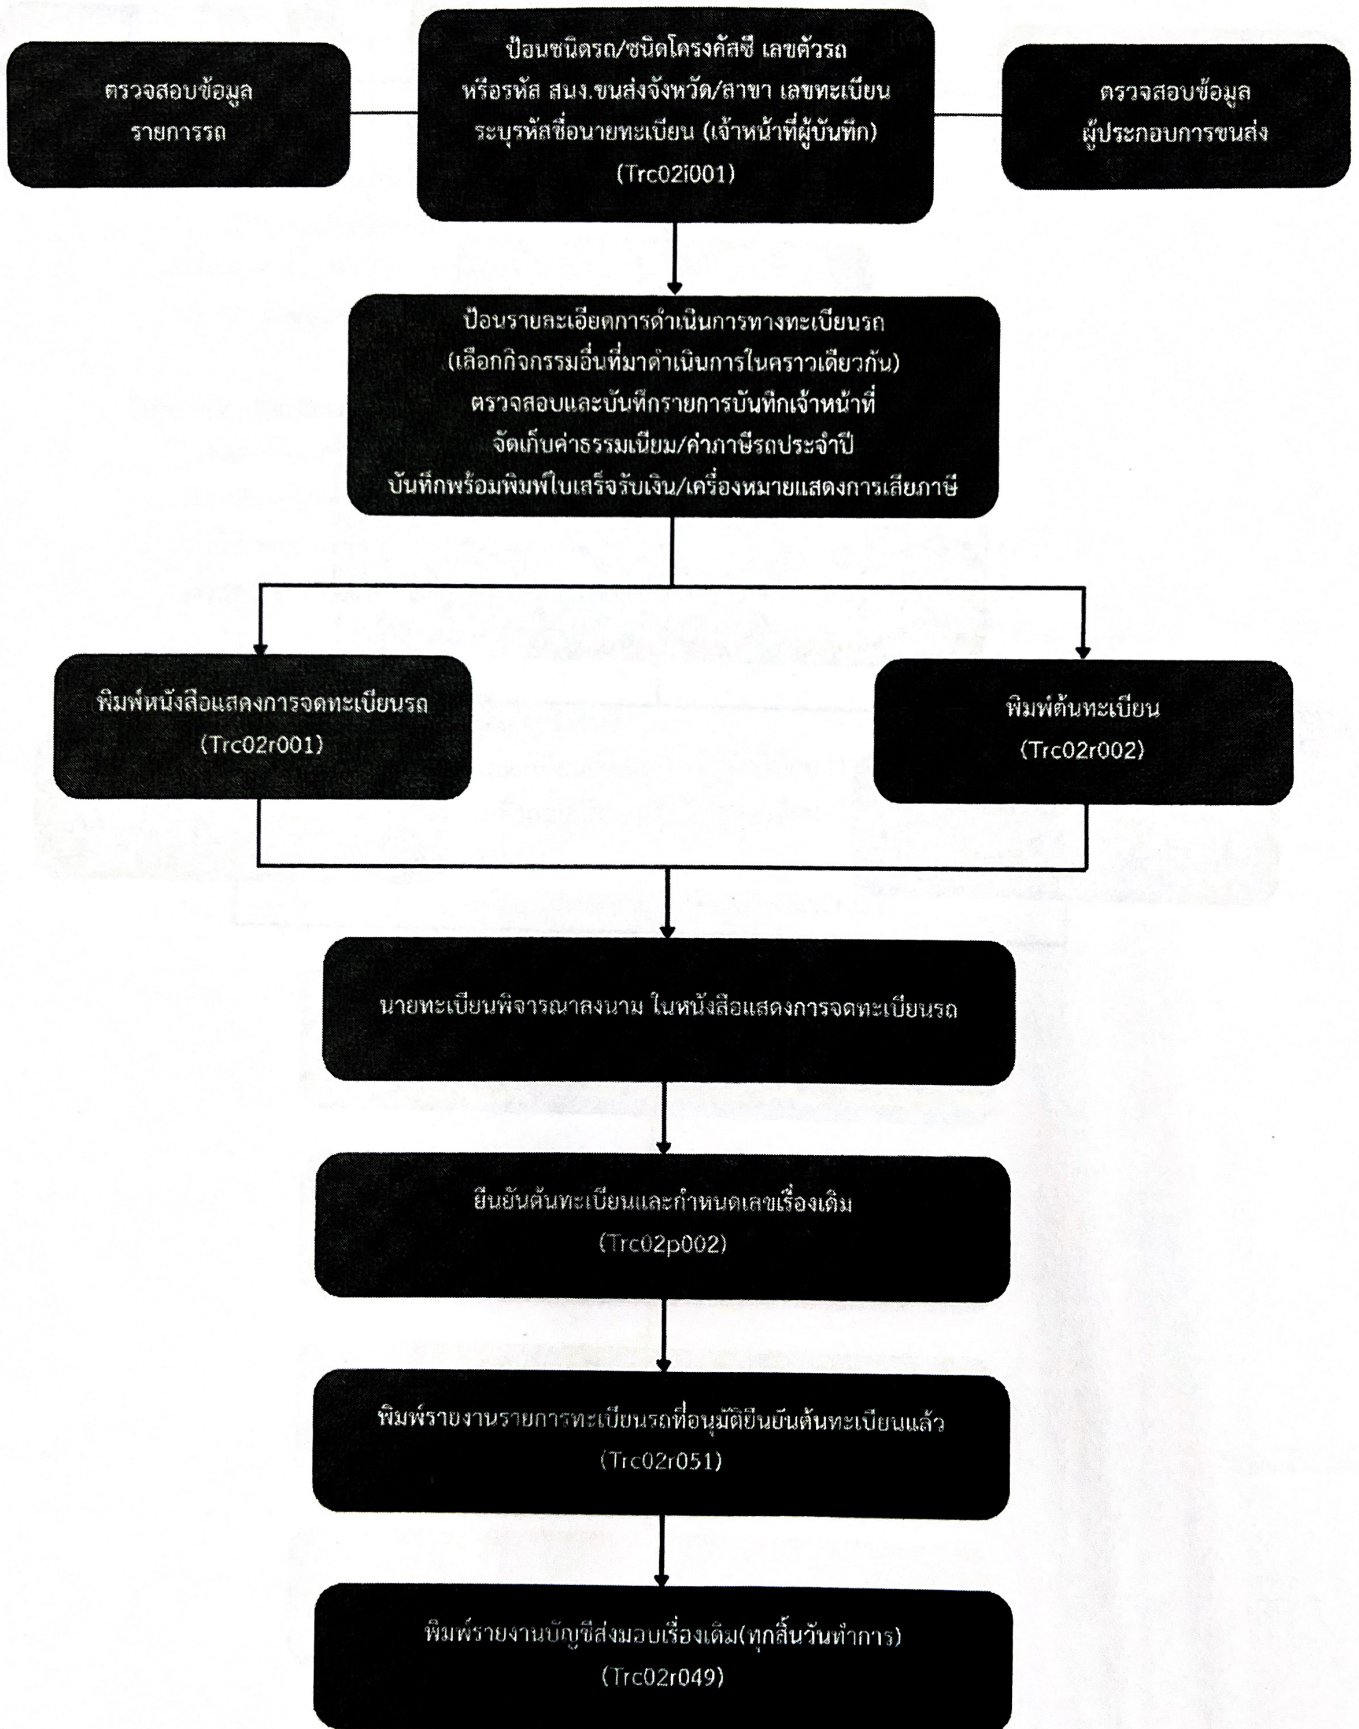 ตรวจสอบข้อมูล
รายการรถ
ป้อนชนิดรถ/ชนิดโครงคัสซี เลขตัวรถ
หรือรหัส สนง.ขนส่งจังหวัด/สาขา เลขทะเบียน
ระบุรหัสชื่อนายทะเบียน (เจ้าหน้าที่ผู้บันทึก)
(Trc02i001)
ตรวจสอบข้อมูล
ผู้ประกอบการขนส่ง
ป้อนรายละเอียดการดำเนินการทางทะเบียนรถ
(เลือกกิจกรรมอื่นที่มาดำเนินการในคราวเดียวกัน)
ตรวจสอบและบันทึกรายการบันทึกเจ้าหน้าที่
จัดเก็บค่าธรรมเนียม/ค่าภาษีรถประจำปี
บันทึกพร้อมพิมพ์ใบเสร็จรับเงิน/เครื่องหมายแสดงการเสียภาษี
พิมพ์หนังสือแสดงการจดทะเบียนรถ
(Trc02r001)
พิมพ์ต้นทะเบียน
(Trc02r002)
นายทะเบียนพิจารณาลงนาม ในหนังสือแสดงการจดทะเบียนรถ
ยืนยันต้นทะเบียนและกำหนดเลขเรื่องเดิม
(Trc02p002)
พิมพ์รายงานรายการทะเบียนรถที่อนุมัติยืนยันต้นทะเบียนแล้ว
(Trc02r051)
พิมพ์รายงานบัญชีส่งมอบเรื่องเดิม(ทุกสิ้นวันทำการ)
(Trc02r049)